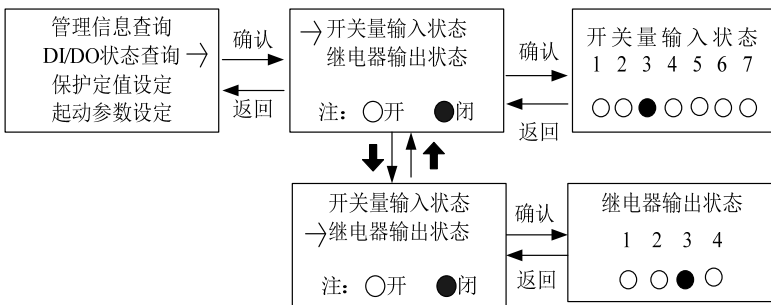 管理信息查询
DI/DO状态查询 →
保护定值设定
起动参数设定
确认
返回
→开关量输入状态
继电器输出状态
注：○开 ●闭
确认
返回
开关量输入状态
1 2 3 4 5 6 7
○○●○○○○
开关量输入状态
→继电器输出状态
注：○开 ●闭
确认
返回
继电器输出状态
1 2 3 4
○ ○ ● ○